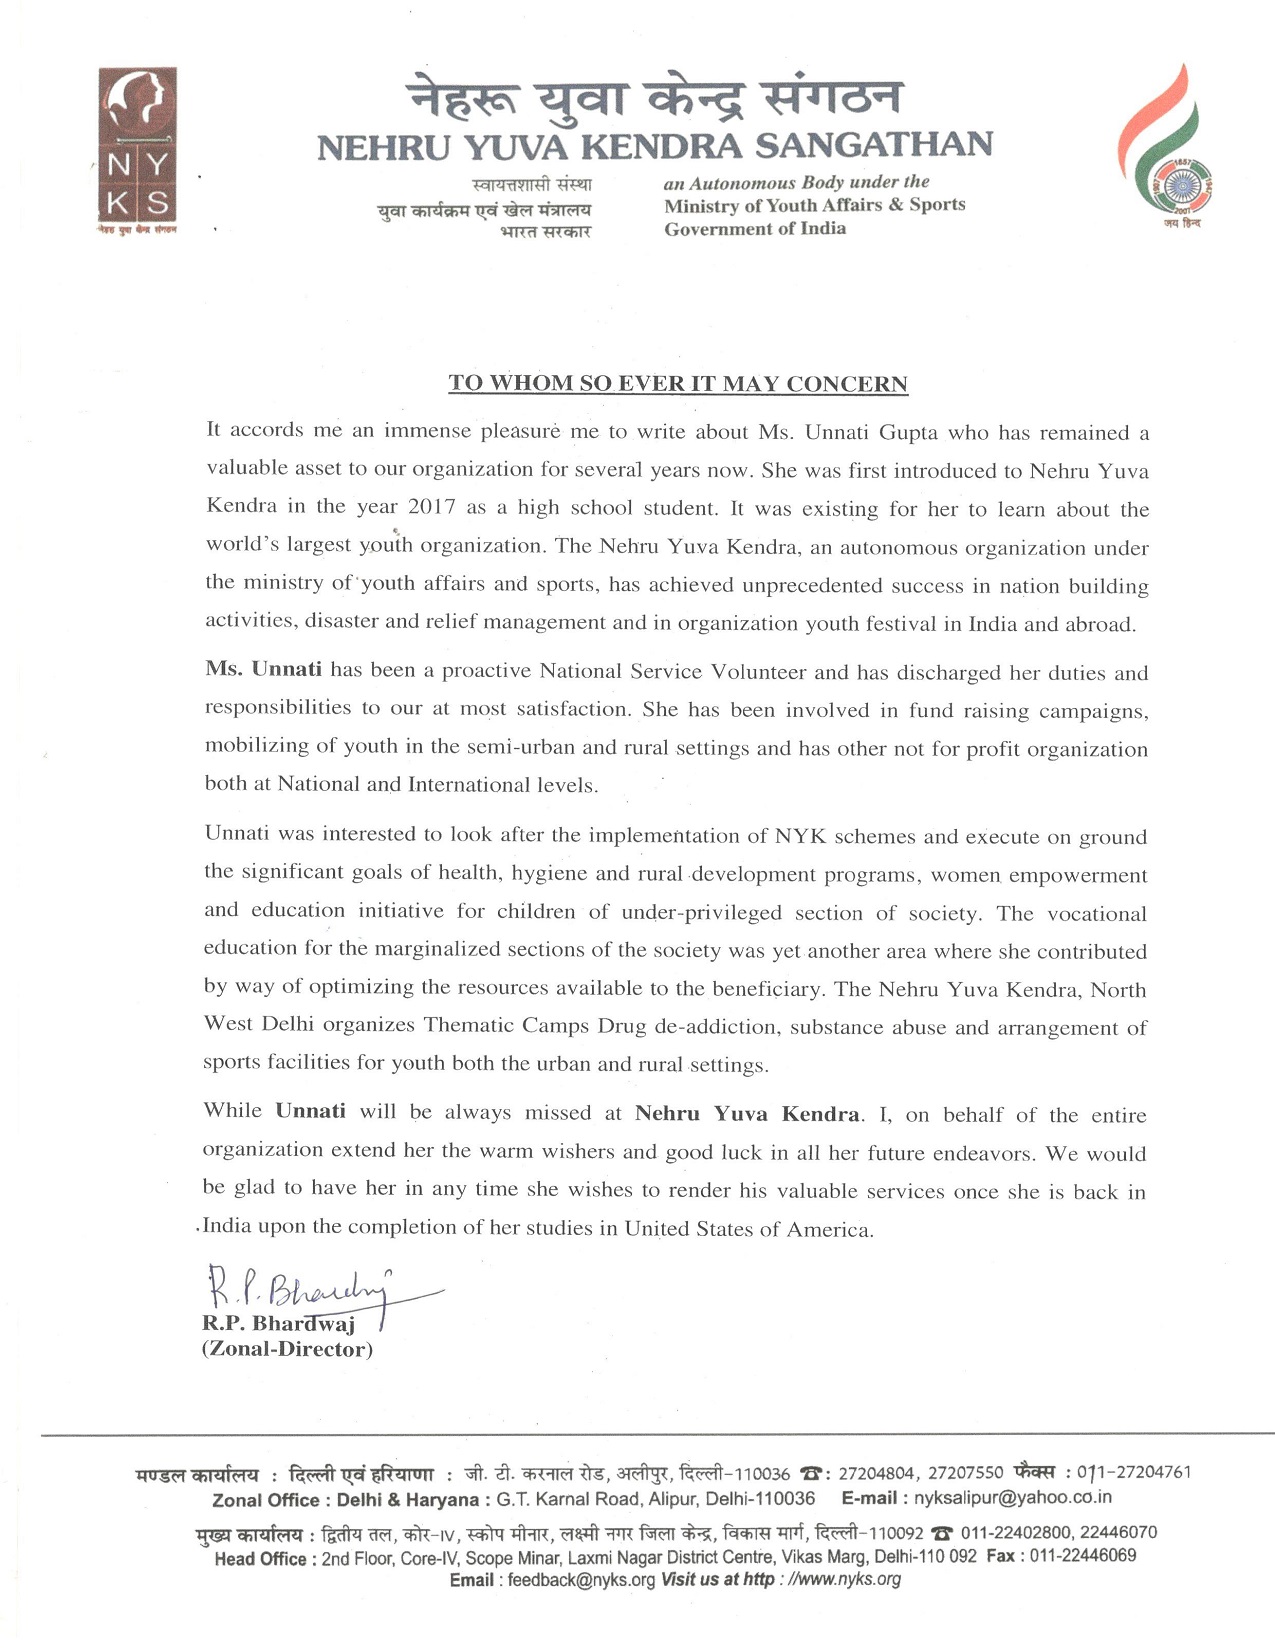 नेहरू युवा केन्द्र संगठन
NEHRU YUVA KENDRA SANGATHAN
N Y
K S
नेहरू युवा केन्द्र संगठन
स्वायत्तशासी संस्था
युवा कार्यक्रम एवं खेल मंत्रालय
भारत सरकार
an Autonomous Body under the
Ministry of Youth Affairs & Sports
Government of India
1857
1907
1947
2007
जय हिन्द
TO WHOM SO EVER IT MAY CONCERN
It accords me an immense pleasure me to write about Ms. Unnati Gupta who has remained a
valuable asset to our organization for several years now. She was first introduced to Nehru Yuva
Kendra in the year 2017 as a high school student. It was existing for her to learn about the
world's largest youth organization. The Nehru Yuva Kendra, an autonomous organization under
the ministry of youth affairs and sports, has achieved unprecedented success in nation building
activities, disaster and relief management and in organization youth festival in India and abroad.
Ms. Unnati has been a proactive National Service Volunteer and has discharged her duties and
responsibilities to our at most satisfaction. She has been involved in fund raising campaigns,
mobilizing of youth in the semi-urban and rural settings and has other not for profit organization
both at National and International levels.
Unnati was interested to look after the implementation of NYK schemes and execute on ground
the significant goals of health, hygiene and rural development programs, women empowerment
and education initiative for children of under-privileged section of society. The vocational
education for the marginalized sections of the society was yet another area where she contributed
by way of optimizing the resources available to the beneficiary. The Nehru Yuva Kendra, North
West Delhi organizes Thematic Camps Drug de-addiction, substance abuse and arrangement of
sports facilities for youth both the urban and rural settings.
While Unnati will be always missed at Nehru Yuva Kendra. I, on behalf of the entire
organization extend her the warm wishers and good luck in all her future endeavors. We would
be glad to have her in any time she wishes to render his valuable services once she is back in
India upon the completion of her studies in United States of America.
R.P. Bhardwaj
R.P. Bhardwaj
(Zonal-Director)
मण्डल कार्यालय : दिल्ली एवं हरियाणा : जी. टी. करनाल रोड, अलीपुर, दिल्ली-110036 ☎: 27204804, 27207550 फैक्स : 011-27204761
Zonal Office : Delhi & Haryana : G.T. Karnal Road, Alipur, Delhi-110036 E-mail : nyksalipur@yahoo.co.in
मुख्य कार्यालय : द्वितीय तल, कोर-IV, स्कोप मीनार, लक्ष्मी नगर जिला केन्द्र, विकास मार्ग, दिल्ली-110092 ☎ 011-22402800, 22446070
Head Office : 2nd Floor, Core-IV, Scope Minar, Laxmi Nagar District Centre, Vikas Marg, Delhi-110 092 Fax : 011-22446069
Email : feedback@nyks.org Visit us at http : //www.nyks.org